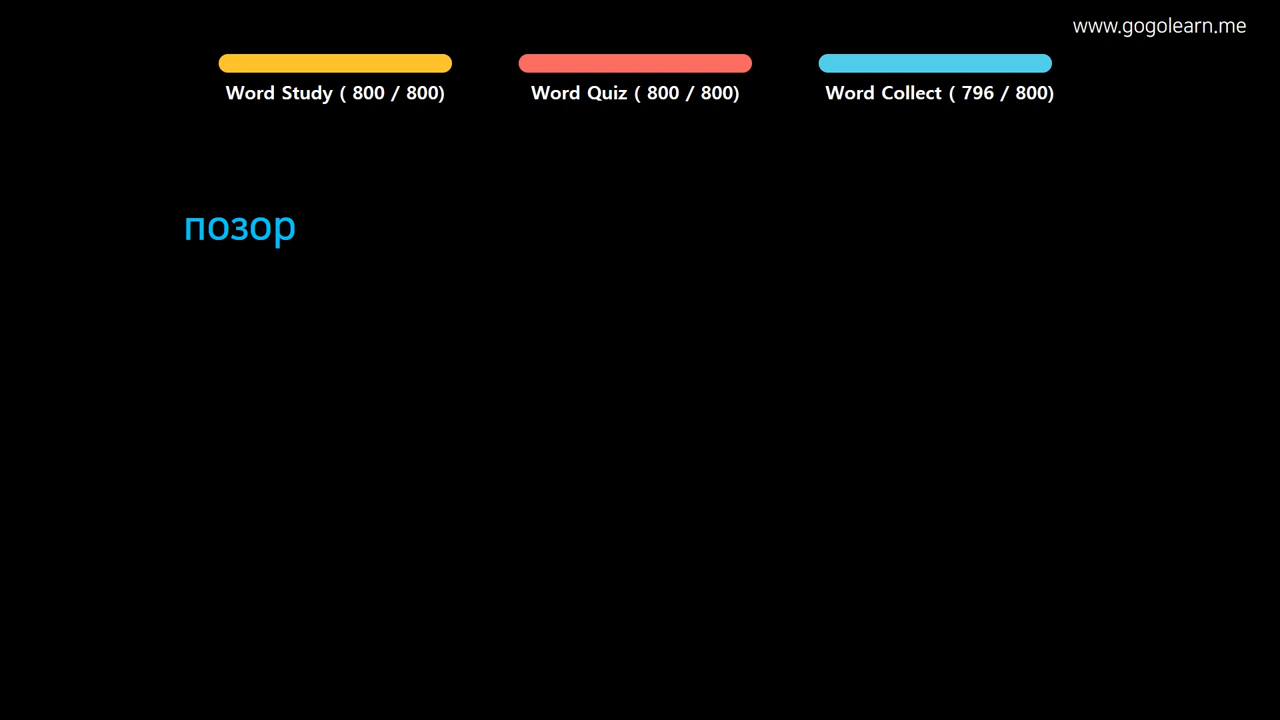 www.gogolearn.me
Word Study ( 800 / 800)
Word Quiz ( 800 / 800)
Word Collect ( 796 / 800)
позор